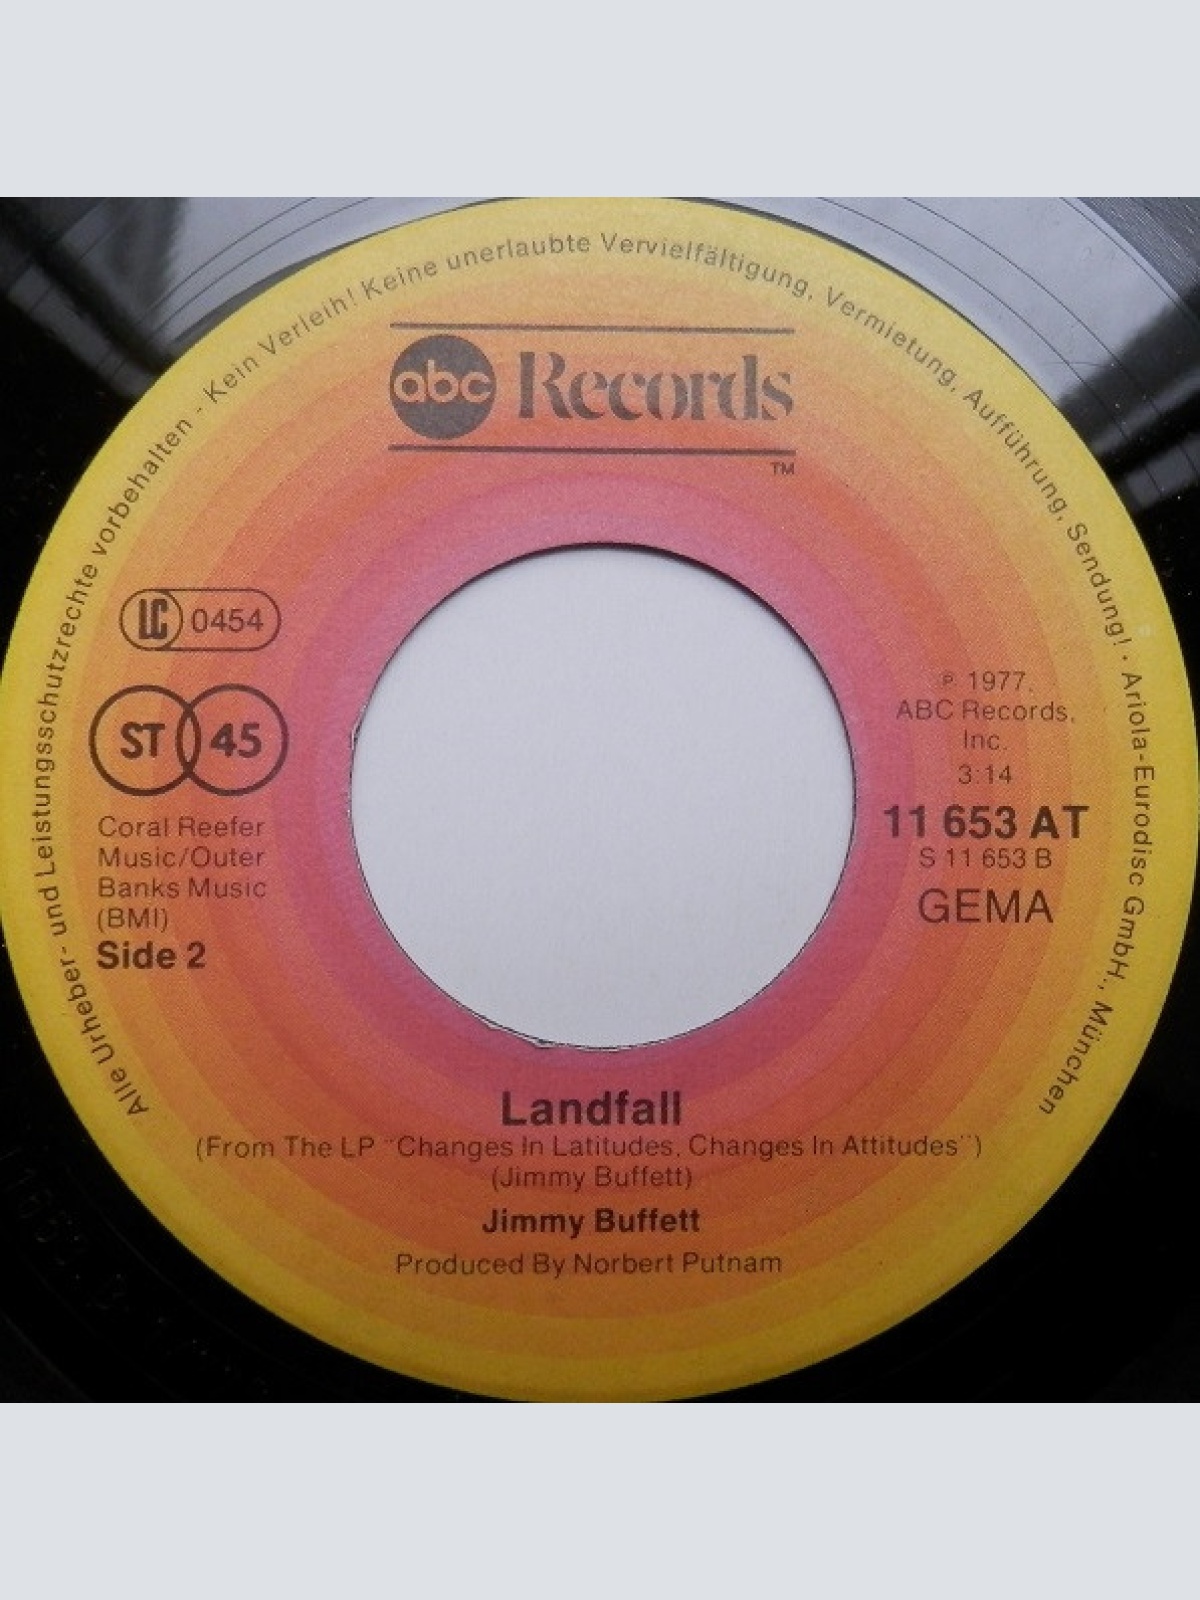 Alle Urheber- und Leistungsschutzrechte vorbehalten - Kein Verleih! Keine unerlaubte Vervielfältigung, Vermietung, Aufführung, Sendung! · Ariola-Eurodisc GmbH., München
abc Records
TM
LC 0454
ST 45
Coral Reefer
Music/Outer
Banks Music
(BMI)
Side 2
℗ 1977,
ABC Records,
Inc.
3:14
11 653 AT
S 11 653 B
GEMA
Landfall
(From The LP "Changes In Latitudes, Changes In Attitudes")
(Jimmy Buffett)
Jimmy Buffett
Produced By Norbert Putnam